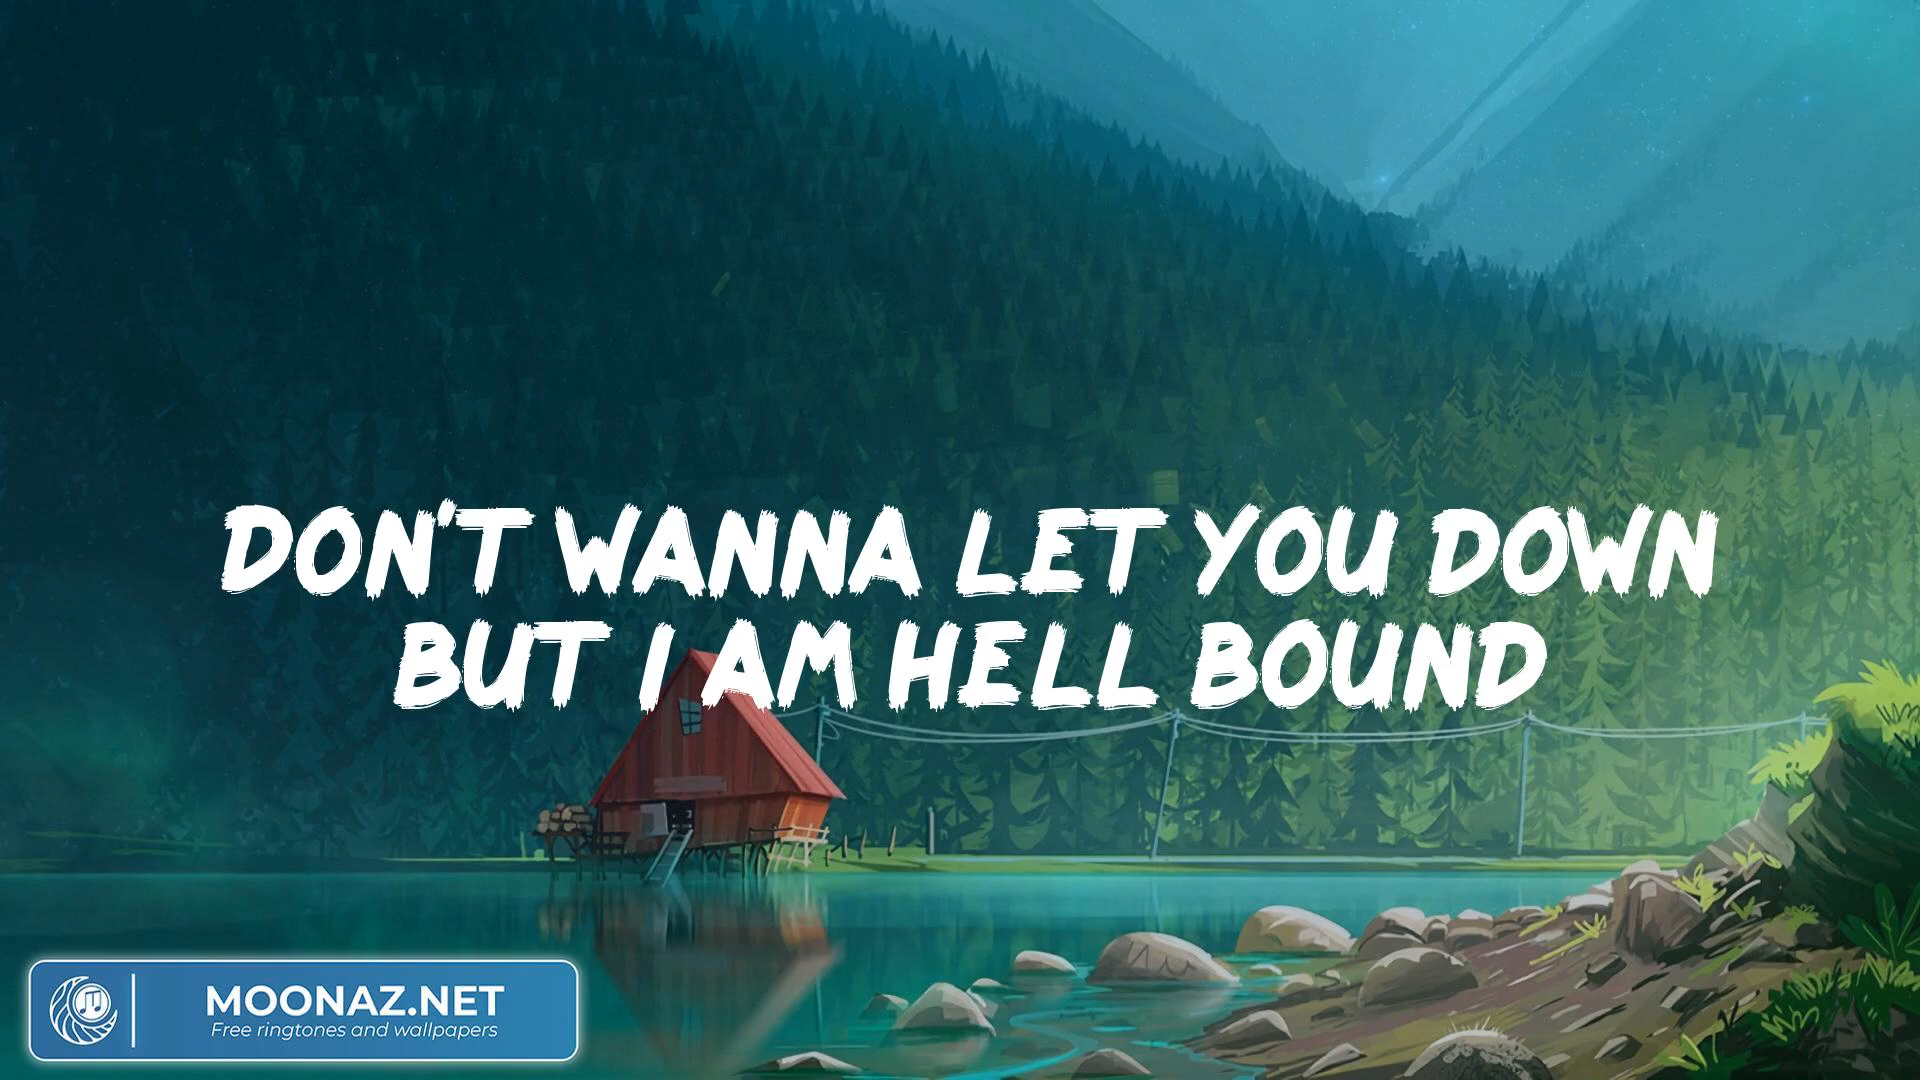 DON'T WANNA LET YOU DOWN
BUT I AM HELL BOUND
MOONAZ.NET
Free ringtones and wallpapers